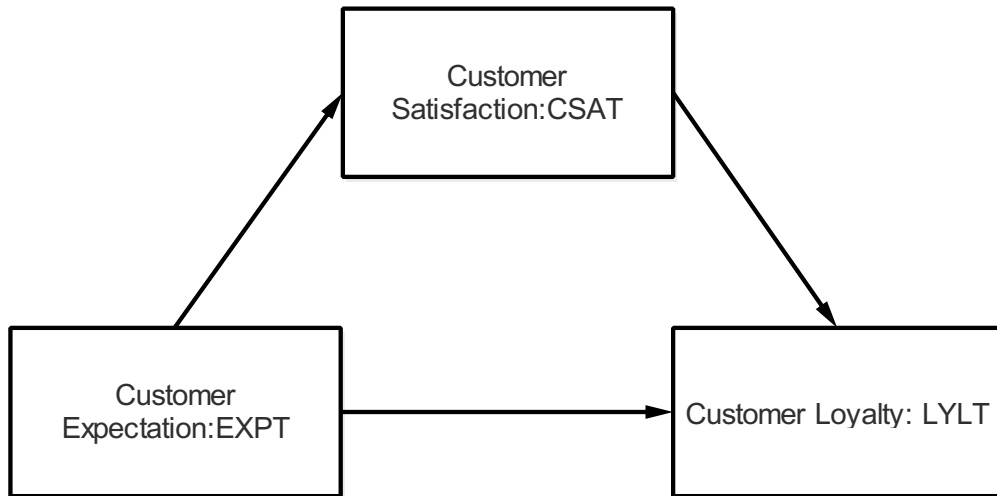 Customer
Satisfaction:CSAT
Customer
Expectation:EXPT
Customer Loyalty: LYLT